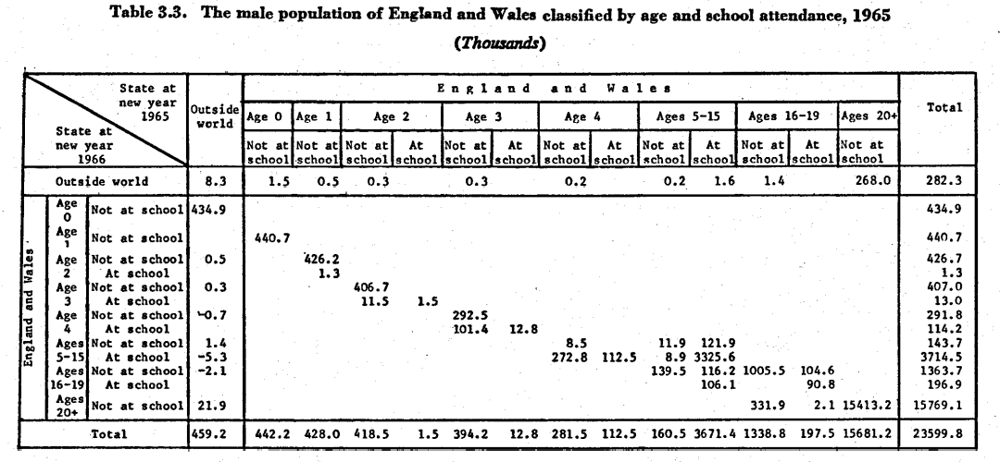 Table 3.3. The male population of England and Wales classified by age and school attendance, 1965
(Thousands)
State at new year 1965
State at new year 1966
Outside world
England and Wales
Total
Age 0 Age 1 Age 2 Age 3 Age 4 Ages 5-15 Ages 16-19 Ages 20+
Not at school Not at school Not at school At school Not at school At school Not at school At school Not at school At school Not at school At school Not at school
Outside world 8.3 1.5 0.5 0.3 0.3 0.2 0.2 1.6 1.4 268.0 282.3
England and Wales
Age 0 Not at school 434.9 434.9
Age 1 Not at school 440.7 440.7
Age 2 Not at school 0.5 426.2 426.7
At school 1.3 1.3
Age 3 Not at school 0.3 406.7 407.0
At school 11.5 1.5 13.0
Age 4 Not at school -0.7 292.5 291.8
At school 101.4 12.8 114.2
Ages 5-15 Not at school 1.4 8.5 11.9 121.9 143.7
At school -5.3 272.8 112.5 8.9 3325.6 3714.5
Ages 16-19 Not at school -2.1 139.5 116.2 1005.5 104.6 1363.7
At school 106.1 90.8 196.9
Ages 20+ Not at school 21.9 331.9 2.1 15413.2 15769.1
Total 459.2 442.2 428.0 418.5 1.5 394.2 12.8 281.5 112.5 160.5 3671.4 1338.8 197.5 15681.2 23599.8